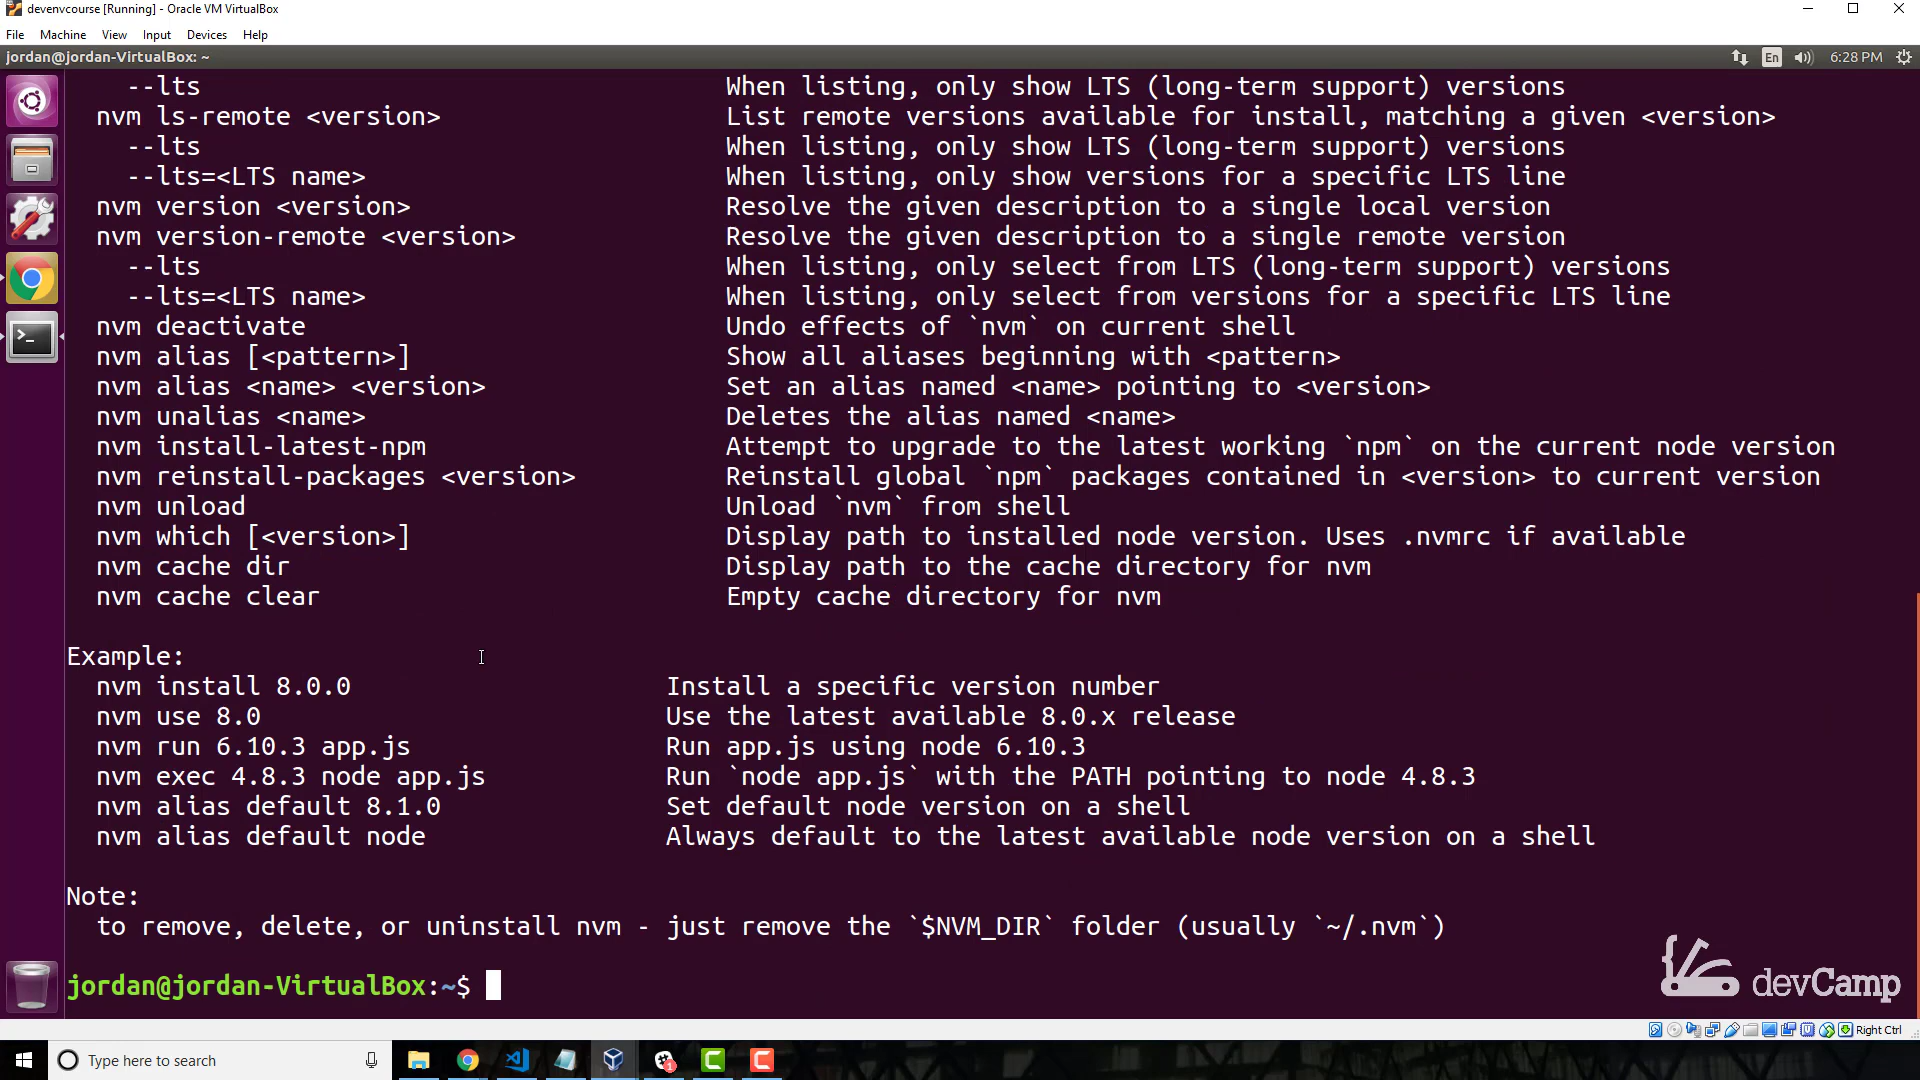 devenvcourse [Running] - Oracle VM VirtualBox
File Machine View Input Devices Help
jordan@jordan-VirtualBox: ~ En 6:28 PM
--lts When listing, only show LTS (long-term support) versions
nvm ls-remote <version> List remote versions available for install, matching a given <version>
--lts When listing, only show LTS (long-term support) versions
--lts=<LTS name> When listing, only show versions for a specific LTS line
nvm version <version> Resolve the given description to a single local version
nvm version-remote <version> Resolve the given description to a single remote version
--lts When listing, only select from LTS (long-term support) versions
--lts=<LTS name> When listing, only select from versions for a specific LTS line
nvm deactivate Undo effects of `nvm` on current shell
nvm alias [<pattern>] Show all aliases beginning with <pattern>
nvm alias <name> <version> Set an alias named <name> pointing to <version>
nvm unalias <name> Deletes the alias named <name>
nvm install-latest-npm Attempt to upgrade to the latest working `npm` on the current node version
nvm reinstall-packages <version> Reinstall global `npm` packages contained in <version> to current version
nvm unload Unload `nvm` from shell
nvm which [<version>] Display path to installed node version. Uses .nvmrc if available
nvm cache dir Display path to the cache directory for nvm
nvm cache clear Empty cache directory for nvm
Example:
nvm install 8.0.0 Install a specific version number
nvm use 8.0 Use the latest available 8.0.x release
nvm run 6.10.3 app.js Run app.js using node 6.10.3
nvm exec 4.8.3 node app.js Run `node app.js` with the PATH pointing to node 4.8.3
nvm alias default 8.1.0 Set default node version on a shell
nvm alias default node Always default to the latest available node version on a shell
Note:
to remove, delete, or uninstall nvm - just remove the `$NVM_DIR` folder (usually `~/.nvm`)
jordan@jordan-VirtualBox:~$
devCamp
Right Ctrl
Type here to search